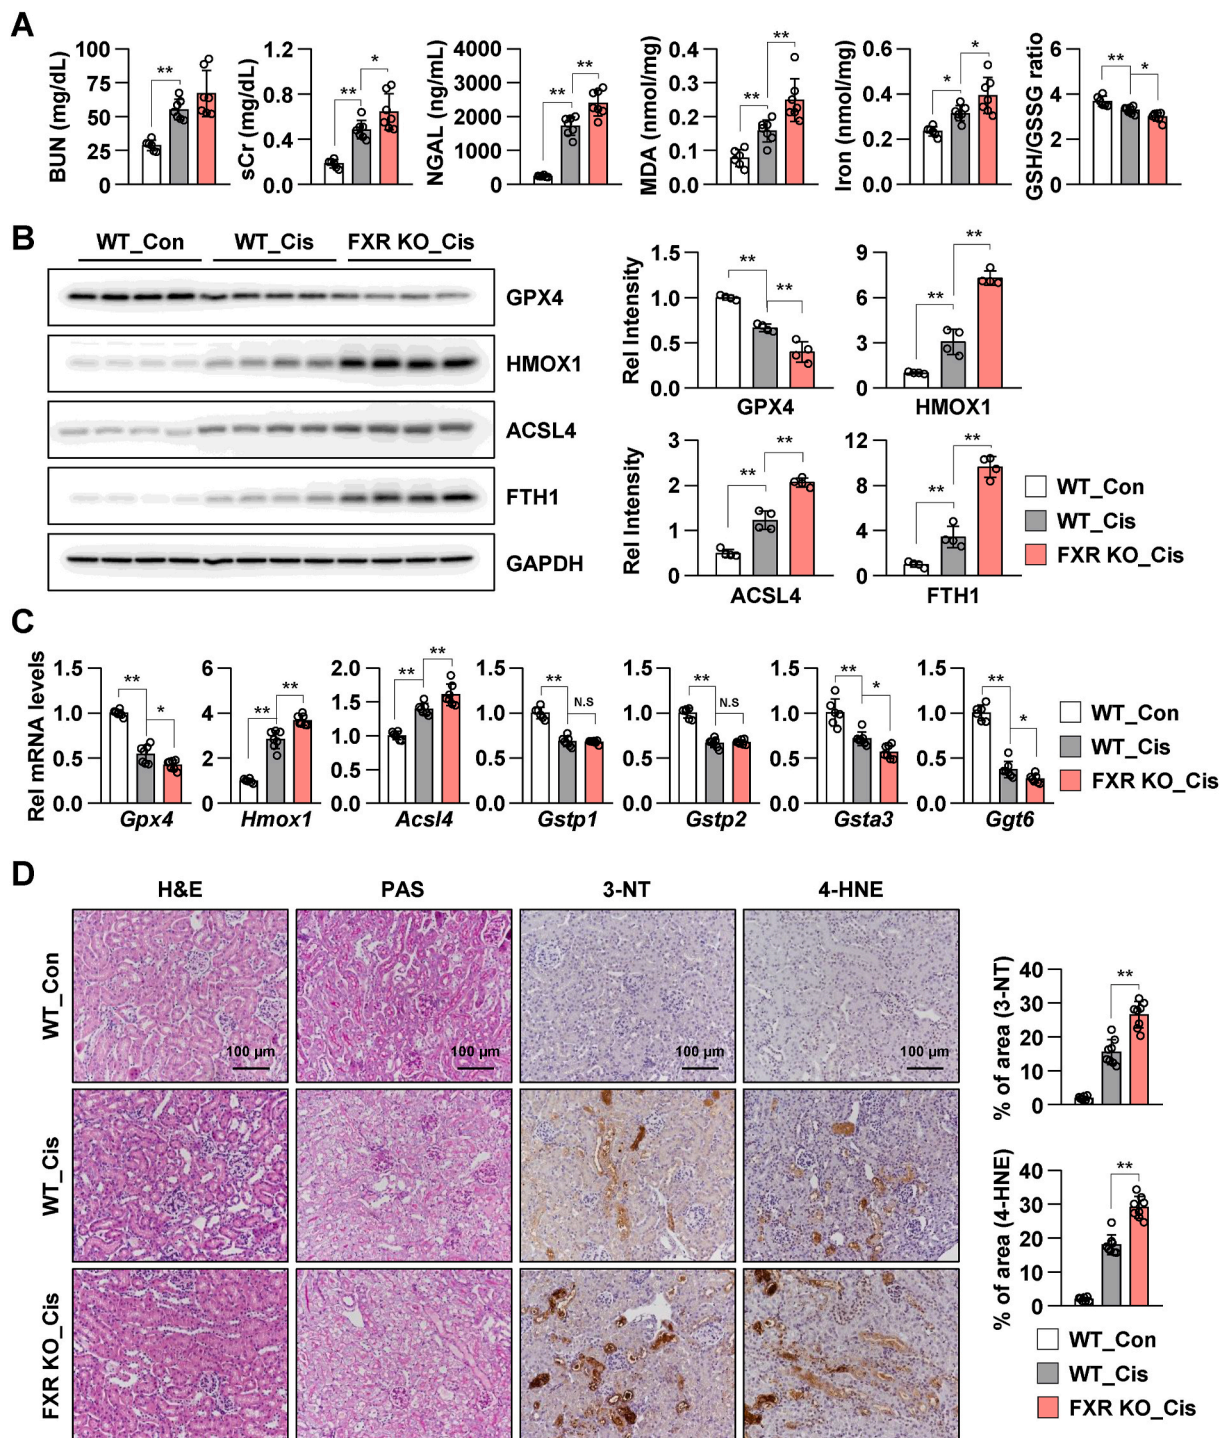 A
BUN (mg/dL)
100
75
50
25
0
**
sCr (mg/dL)
1.2
0.8
0.4
0.0
**
*
NGAL (ng/mL)
4000
3000
2000
1000
0
**
**
MDA (nmol/mg)
0.4
0.3
0.2
0.1
0.0
**
**
Iron (nmol/mg)
0.6
0.4
0.2
0.0
*
*
GSH/GSSG ratio
6
4
2
0
**
*
B
WT_Con WT_Cis FXR KO_Cis
GPX4
HMOX1
ACSL4
FTH1
GAPDH
Rel Intensity
1.5
1.0
0.5
0.0
**
**
GPX4
9
6
3
0
**
**
HMOX1
Rel Intensity
3
2
1
0
**
**
ACSL4
12
8
4
0
**
**
FTH1
WT_Con
WT_Cis
FXR KO_Cis
C
Rel mRNA levels
1.5
1.0
0.5
0.0
**
*
Gpx4
6
4
2
0
**
**
Hmox1
2.0
1.5
1.0
0.5
0.0
**
**
Acsl4
1.5
1.0
0.5
0.0
**
N.S
Gstp1
1.5
1.0
0.5
0.0
**
N.S
Gstp2
1.5
1.0
0.5
0.0
**
*
Gsta3
1.5
1.0
0.5
0.0
**
*
Ggt6
WT_Con
WT_Cis
FXR KO_Cis
D
H&E PAS 3-NT 4-HNE
WT_Con
100 µm 100 µm 100 µm 100 µm
WT_Cis
FXR KO_Cis
% of area (3-NT)
40
30
20
10
0
**
% of area (4-HNE)
40
30
20
10
0
**
WT_Con
WT_Cis
FXR KO_Cis